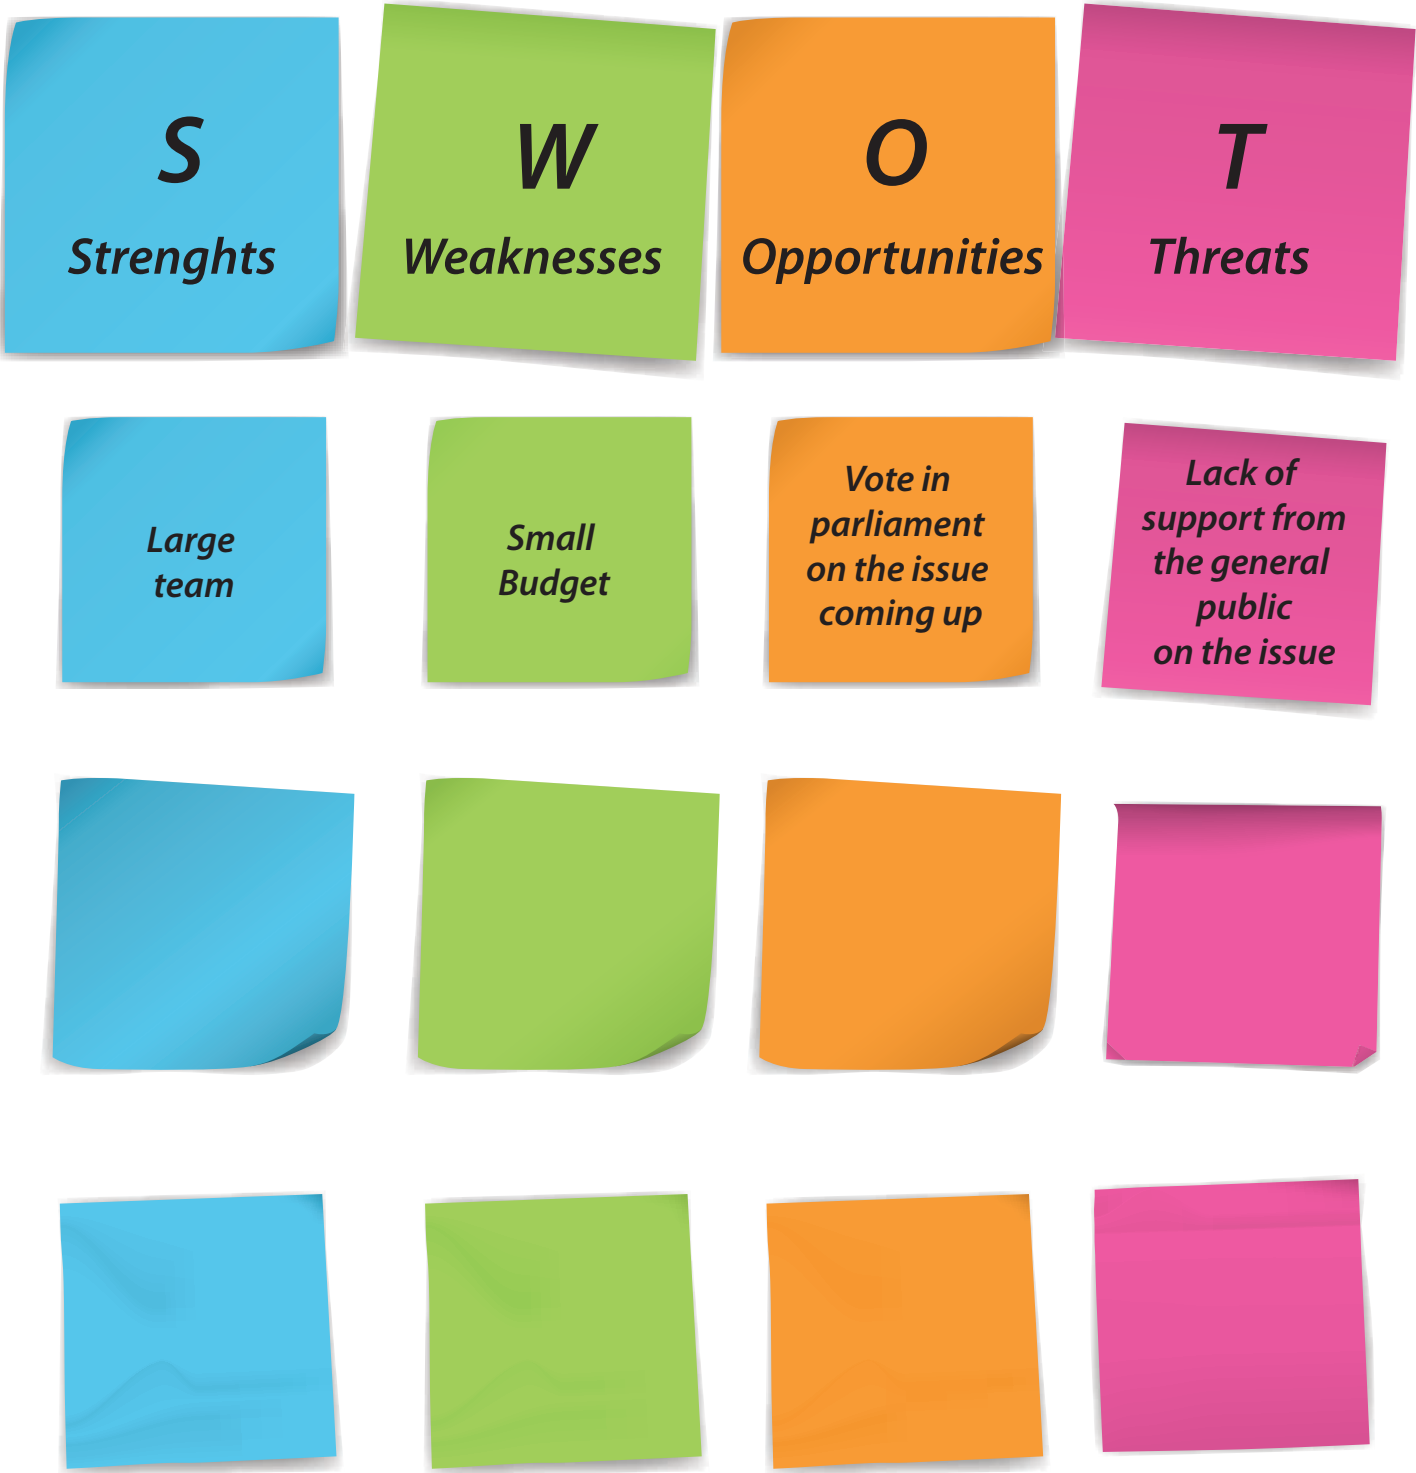 S
Strenghts
W
Weaknesses
O
Opportunities
T
Threats
Large
team
Small
Budget
Vote in
parliament
on the issue
coming up
Lack of
support from
the general
public
on the issue